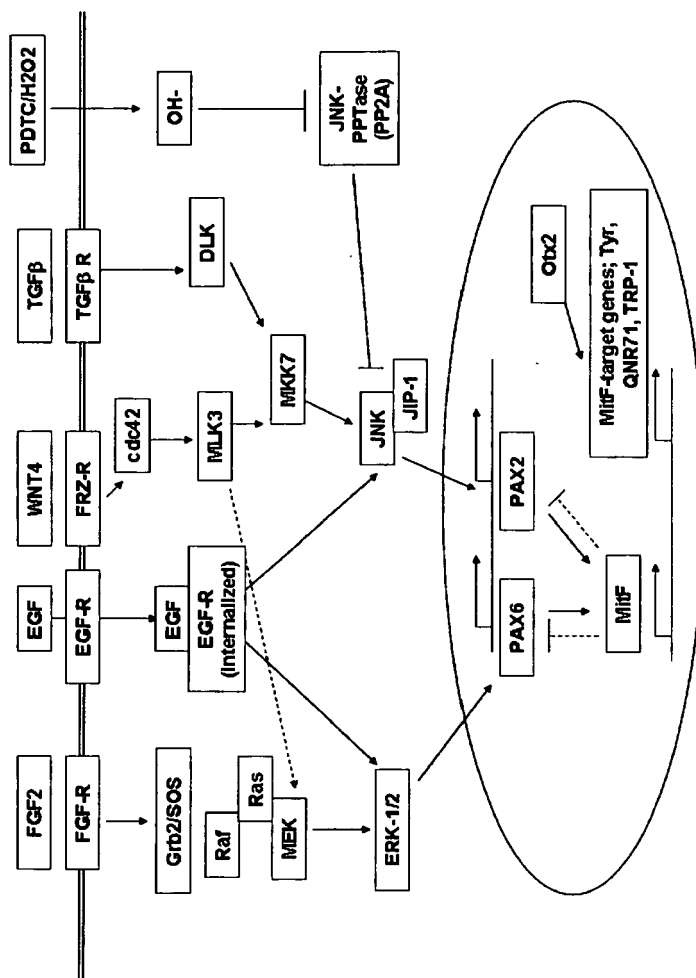 FGF2
EGF
WNT4
TGFβ
PDTC/H2O2
FGF-R
EGF-R
FRZ-R
TGFβ R
Grb2/SOS
EGF
EGF-R
(Internalized)
cdc42
DLK
OH-
Raf
Ras
MEK
MLK3
MKK7
ERK-1/2
JNK
JIP-1
JNK-
PPTase
(PP2A)
PAX6
PAX2
Otx2
MitF
MitF-target genes; Tyr,
QNR71, TRP-1